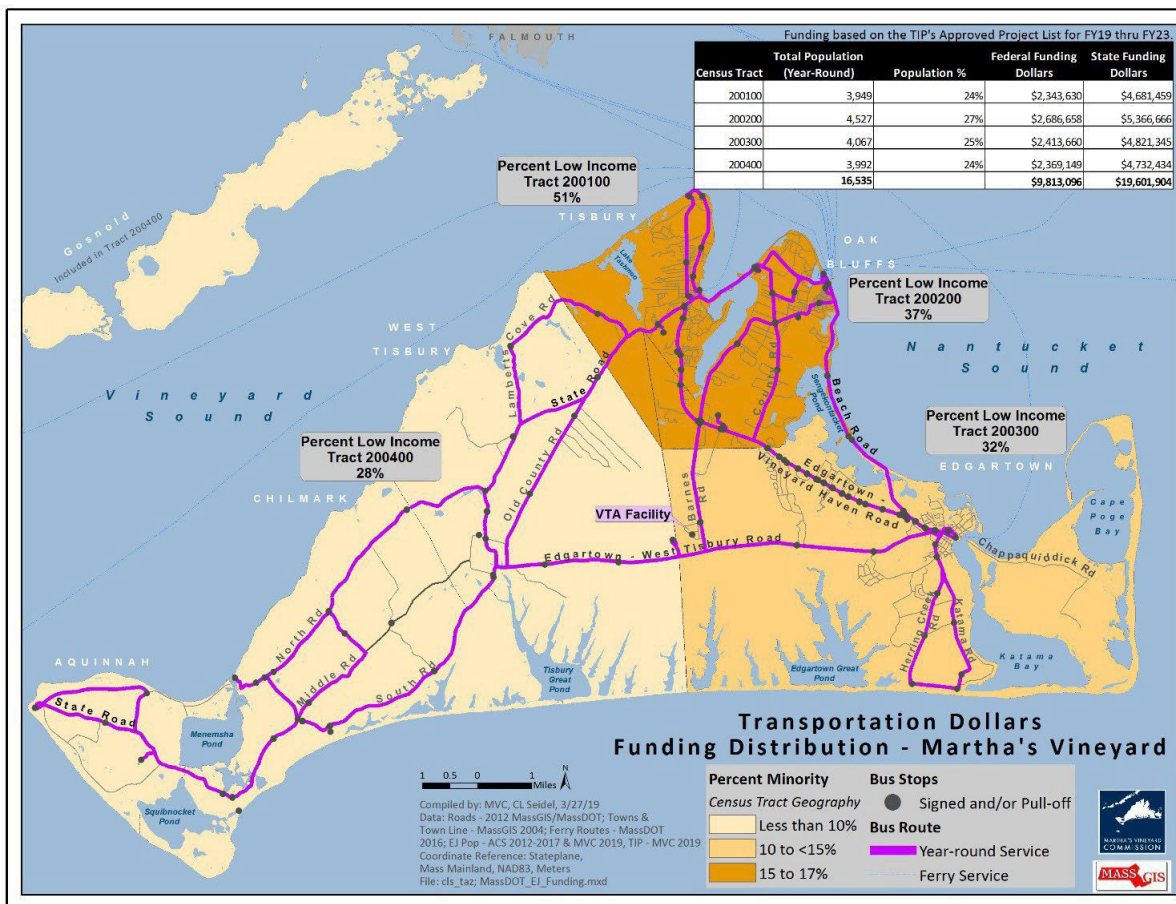 FALMOUTH
Funding based on the TIP's Approved Project List for FY19 thru FY23.
Census Tract Total Population (Year-Round) Population % Federal Funding Dollars State Funding Dollars
200100 3,949 24% $2,343,630 $4,681,459
200200 4,527 27% $2,686,658 $5,366,666
200300 4,067 25% $2,413,660 $4,821,345
200400 3,992 24% $2,369,149 $4,732,434
16,535 $9,813,096 $19,601,904
Percent Low Income
Tract 200100
51%
TISBURY
Gosnold
Included in Tract 200400
Lake Tashmoo
OAK
BLUFFS
Percent Low Income
Tract 200200
37%
WEST
TISBURY
Lamberts Cove Rd
State Road
County Rd
Sengekontacket Pond
Beach Road
Nantucket
Sound
Vineyard
Sound
Percent Low Income
Tract 200300
32%
EDGARTOWN
Percent Low Income
Tract 200400
28%
CHILMARK
Old County Rd
Barnes Rd
Edgartown -
Vineyard Haven Road
Cape
Poge
Bay
VTA Facility
Edgartown - West Tisbury Road
Chappaquiddick Rd
North Rd
Middle Rd
South Rd
Herring Creek Rd
Katama Rd
Katama
Bay
AQUINNAH
State Road
Tisbury
Great
Pond
Edgartown Great
Pond
Menemsha
Pond
Squibnocket
Pond
Transportation Dollars
Funding Distribution - Martha's Vineyard
1 0.5 0 1
Miles
N
Compiled by: MVC, CL Seidel, 3/27/19
Data: Roads - 2012 MassGIS/MassDOT; Towns &
Town Line - MassGIS 2004; Ferry Routes - MassDOT
2016; EJ Pop - ACS 2012-2017 & MVC 2019, TIP - MVC 2019
Coordinate Reference: Stateplane,
Mass Mainland, NAD83, Meters
File: cls_taz; MassDOT_EJ_Funding.mxd
Percent Minority
Census Tract Geography
Less than 10%
10 to <15%
15 to 17%
Bus Stops
Signed and/or Pull-off
Bus Route
Year-round Service
Ferry Service
MARTHA'S VINEYARD
COMMISSION
MASSGIS